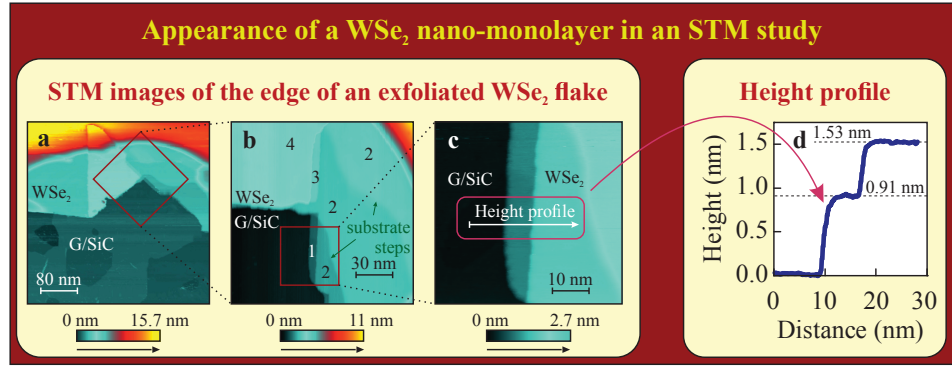 Appearance of a WSe₂ nano-monolayer in an STM study
STM images of the edge of an exfoliated WSe₂ flake
a
WSe₂
G/SiC
80 nm
0 nm 15.7 nm
b
4
2
3
WSe₂
2
G/SiC
1
substrate
steps
2
30 nm
0 nm 11 nm
c
G/SiC
WSe₂
Height profile
10 nm
0 nm 2.7 nm
Height profile
d
1.53 nm
1.5
0.91 nm
1.0
0.5
0.0
Height (nm)
0 10 20 30
Distance (nm)